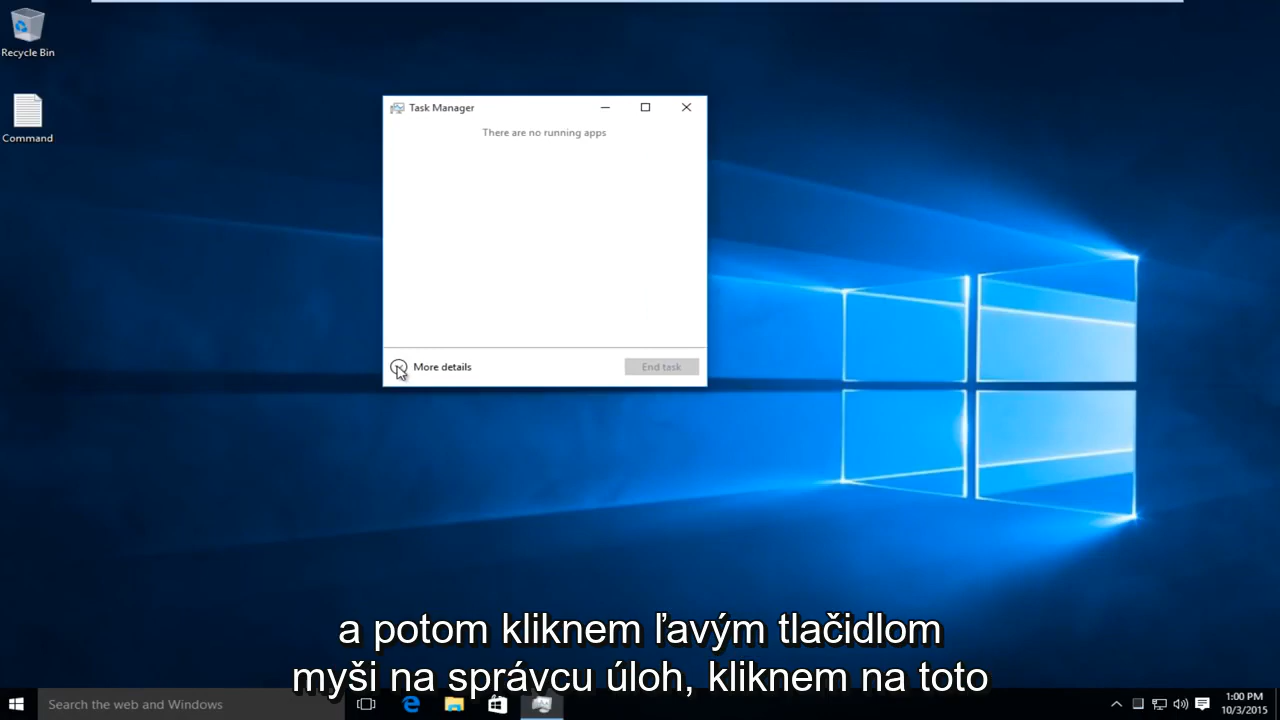 Recycle Bin
Command
Task Manager
There are no running apps
More details
End task
a potom kliknem ľavým tlačidlom
myši na správcu úloh, kliknem na toto
Search the web and Windows
1:00 PM
10/3/2015